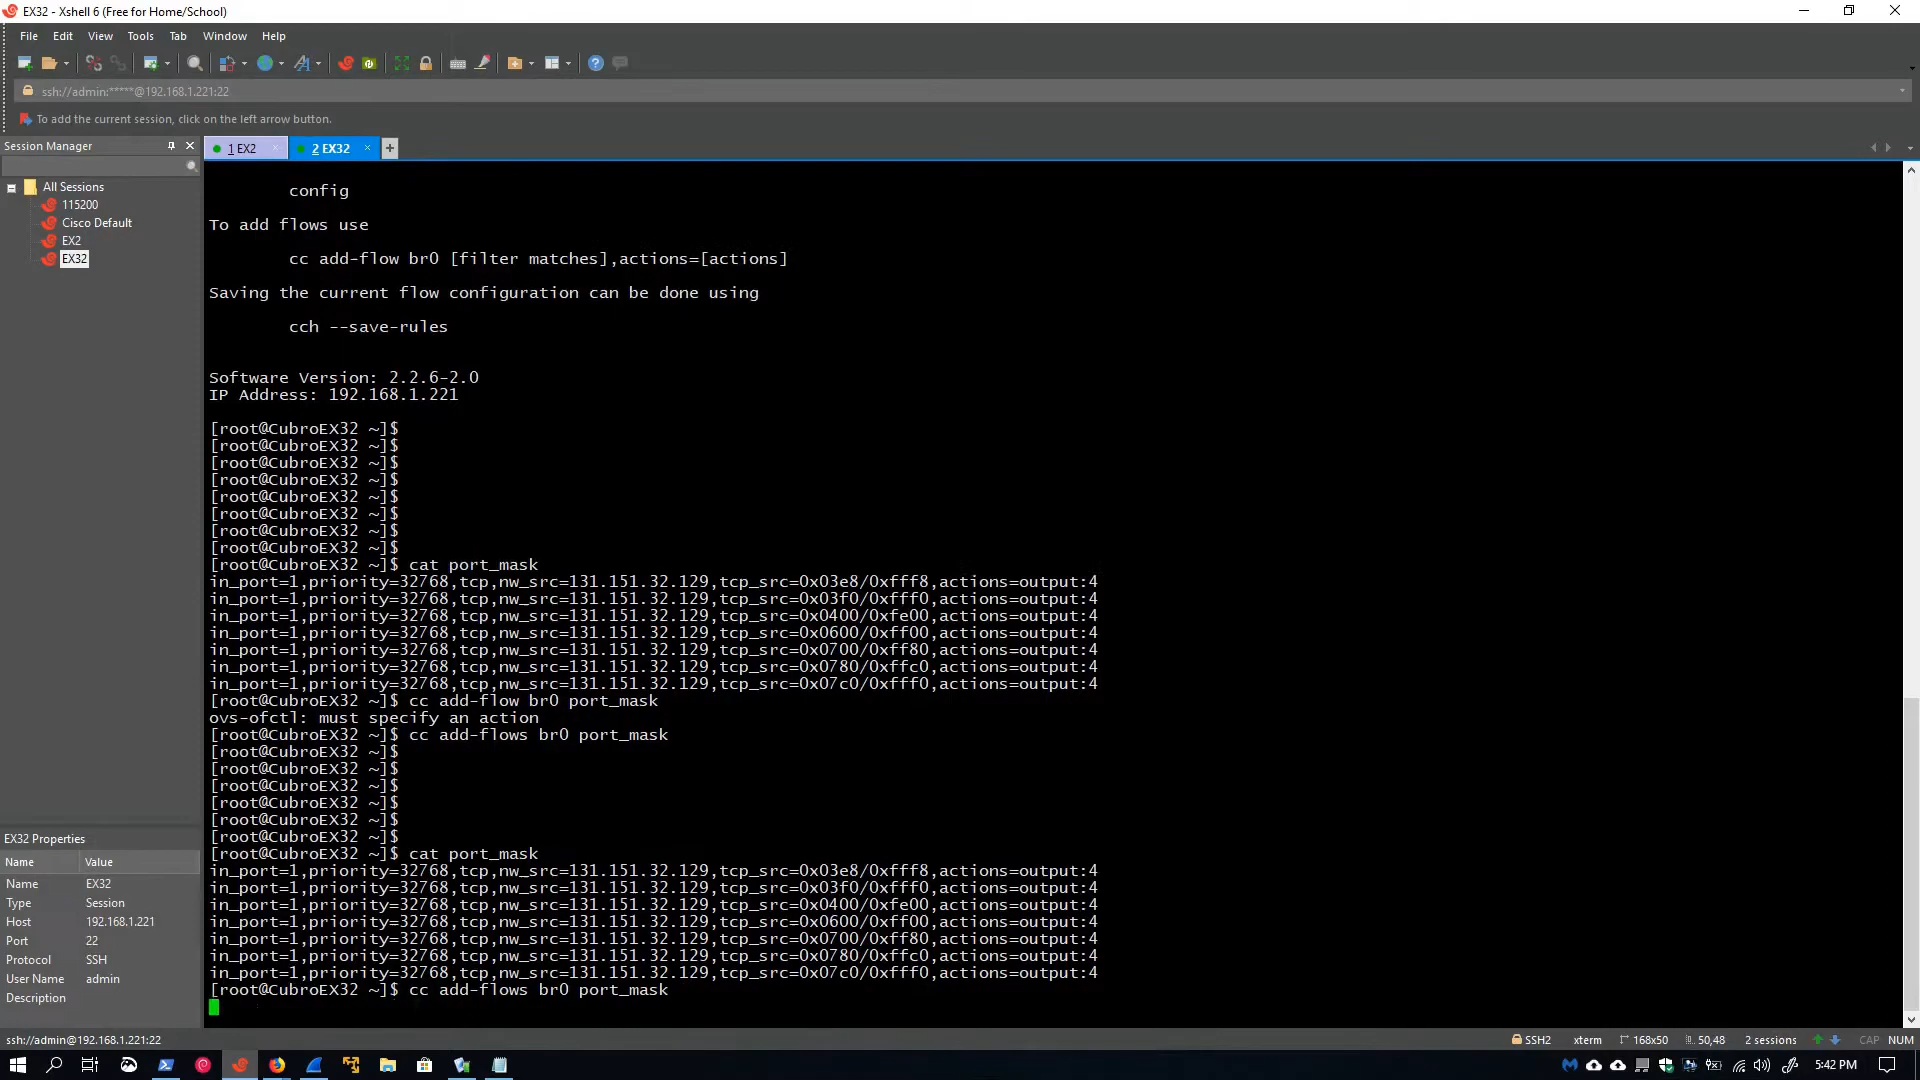 EX32 - Xshell 6 (Free for Home/School)
File Edit View Tools Tab Window Help
ssh://admin:*****@192.168.1.221:22
To add the current session, click on the left arrow button.
Session Manager
1 EX2
2 EX32
All Sessions
115200
Cisco Default
EX2
EX32
config
To add flows use
cc add-flow br0 [filter matches],actions=[actions]
Saving the current flow configuration can be done using
cch --save-rules
Software Version: 2.2.6-2.0
IP Address: 192.168.1.221
[root@CubroEX32 ~]$
[root@CubroEX32 ~]$
[root@CubroEX32 ~]$
[root@CubroEX32 ~]$
[root@CubroEX32 ~]$
[root@CubroEX32 ~]$
[root@CubroEX32 ~]$
[root@CubroEX32 ~]$
[root@CubroEX32 ~]$ cat port_mask
in_port=1,priority=32768,tcp,nw_src=131.151.32.129,tcp_src=0x03e8/0xfff8,actions=output:4
in_port=1,priority=32768,tcp,nw_src=131.151.32.129,tcp_src=0x03f0/0xfff0,actions=output:4
in_port=1,priority=32768,tcp,nw_src=131.151.32.129,tcp_src=0x0400/0xfe00,actions=output:4
in_port=1,priority=32768,tcp,nw_src=131.151.32.129,tcp_src=0x0600/0xff00,actions=output:4
in_port=1,priority=32768,tcp,nw_src=131.151.32.129,tcp_src=0x0700/0xff80,actions=output:4
in_port=1,priority=32768,tcp,nw_src=131.151.32.129,tcp_src=0x0780/0xffc0,actions=output:4
in_port=1,priority=32768,tcp,nw_src=131.151.32.129,tcp_src=0x07c0/0xfff0,actions=output:4
[root@CubroEX32 ~]$ cc add-flow br0 port_mask
ovs-ofctl: must specify an action
[root@CubroEX32 ~]$ cc add-flows br0 port_mask
[root@CubroEX32 ~]$
[root@CubroEX32 ~]$
[root@CubroEX32 ~]$
[root@CubroEX32 ~]$
[root@CubroEX32 ~]$
[root@CubroEX32 ~]$
[root@CubroEX32 ~]$ cat port_mask
in_port=1,priority=32768,tcp,nw_src=131.151.32.129,tcp_src=0x03e8/0xfff8,actions=output:4
in_port=1,priority=32768,tcp,nw_src=131.151.32.129,tcp_src=0x03f0/0xfff0,actions=output:4
in_port=1,priority=32768,tcp,nw_src=131.151.32.129,tcp_src=0x0400/0xfe00,actions=output:4
in_port=1,priority=32768,tcp,nw_src=131.151.32.129,tcp_src=0x0600/0xff00,actions=output:4
in_port=1,priority=32768,tcp,nw_src=131.151.32.129,tcp_src=0x0700/0xff80,actions=output:4
in_port=1,priority=32768,tcp,nw_src=131.151.32.129,tcp_src=0x0780/0xffc0,actions=output:4
in_port=1,priority=32768,tcp,nw_src=131.151.32.129,tcp_src=0x07c0/0xfff0,actions=output:4
[root@CubroEX32 ~]$ cc add-flows br0 port_mask
EX32 Properties
Name Value
Name EX32
Type Session
Host 192.168.1.221
Port 22
Protocol SSH
User Name admin
Description
ssh://admin@192.168.1.221:22
SSH2 xterm 168x50 50,48 2 sessions CAP NUM
5:42 PM